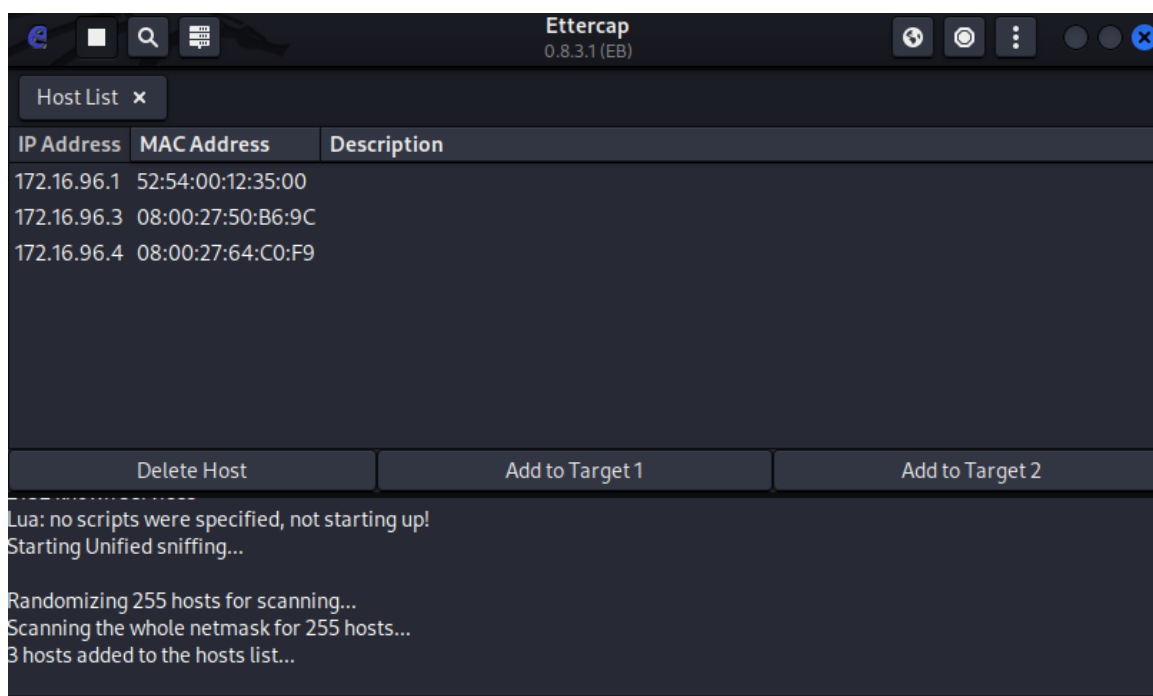 Ettercap
0.8.3.1 (EB)
Host List ×
IP Address MAC Address Description
172.16.96.1 52:54:00:12:35:00
172.16.96.3 08:00:27:50:B6:9C
172.16.96.4 08:00:27:64:C0:F9
Delete Host Add to Target 1 Add to Target 2
Lua: no scripts were specified, not starting up!
Starting Unified sniffing...
Randomizing 255 hosts for scanning...
Scanning the whole netmask for 255 hosts...
3 hosts added to the hosts list...